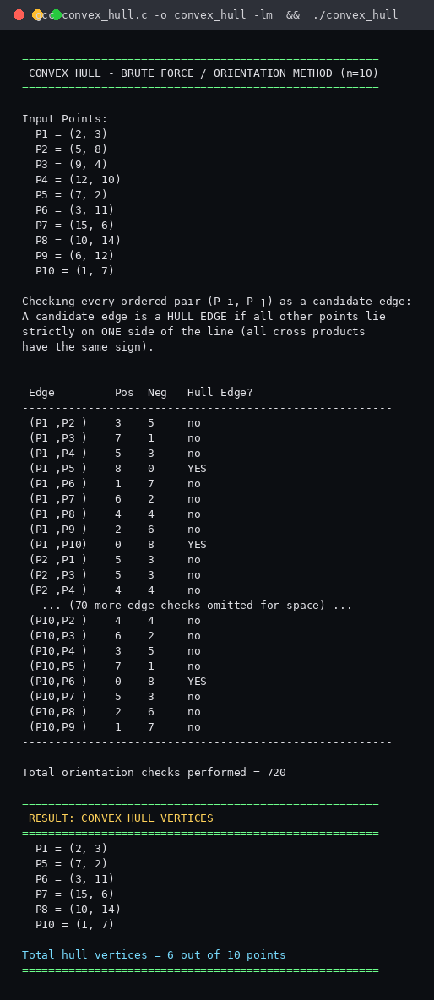 gcc convex_hull.c -o convex_hull -lm  &&  ./convex_hull
======================================================
 CONVEX HULL - BRUTE FORCE / ORIENTATION METHOD (n=10)
======================================================
Input Points:
  P1 = (2, 3)
  P2 = (5, 8)
  P3 = (9, 4)
  P4 = (12, 10)
  P5 = (7, 2)
  P6 = (3, 11)
  P7 = (15, 6)
  P8 = (10, 14)
  P9 = (6, 12)
  P10 = (1, 7)
Checking every ordered pair (P_i, P_j) as a candidate edge:
A candidate edge is a HULL EDGE if all other points lie
strictly on ONE side of the line (all cross products
have the same sign).
--------------------------------------------------------
 Edge         Pos  Neg   Hull Edge?
--------------------------------------------------------
 (P1 ,P2 )    3    5     no
 (P1 ,P3 )    7    1     no
 (P1 ,P4 )    5    3     no
 (P1 ,P5 )    8    0     YES
 (P1 ,P6 )    1    7     no
 (P1 ,P7 )    6    2     no
 (P1 ,P8 )    4    4     no
 (P1 ,P9 )    2    6     no
 (P1 ,P10)    0    8     YES
 (P2 ,P1 )    5    3     no
 (P2 ,P3 )    5    3     no
 (P2 ,P4 )    4    4     no
   ... (70 more edge checks omitted for space) ...
 (P10,P2 )    4    4     no
 (P10,P3 )    6    2     no
 (P10,P4 )    3    5     no
 (P10,P5 )    7    1     no
 (P10,P6 )    0    8     YES
 (P10,P7 )    5    3     no
 (P10,P8 )    2    6     no
 (P10,P9 )    1    7     no
--------------------------------------------------------
Total orientation checks performed = 720
======================================================
 RESULT: CONVEX HULL VERTICES
======================================================
  P1 = (2, 3)
  P5 = (7, 2)
  P6 = (3, 11)
  P7 = (15, 6)
  P8 = (10, 14)
  P10 = (1, 7)
Total hull vertices = 6 out of 10 points
======================================================